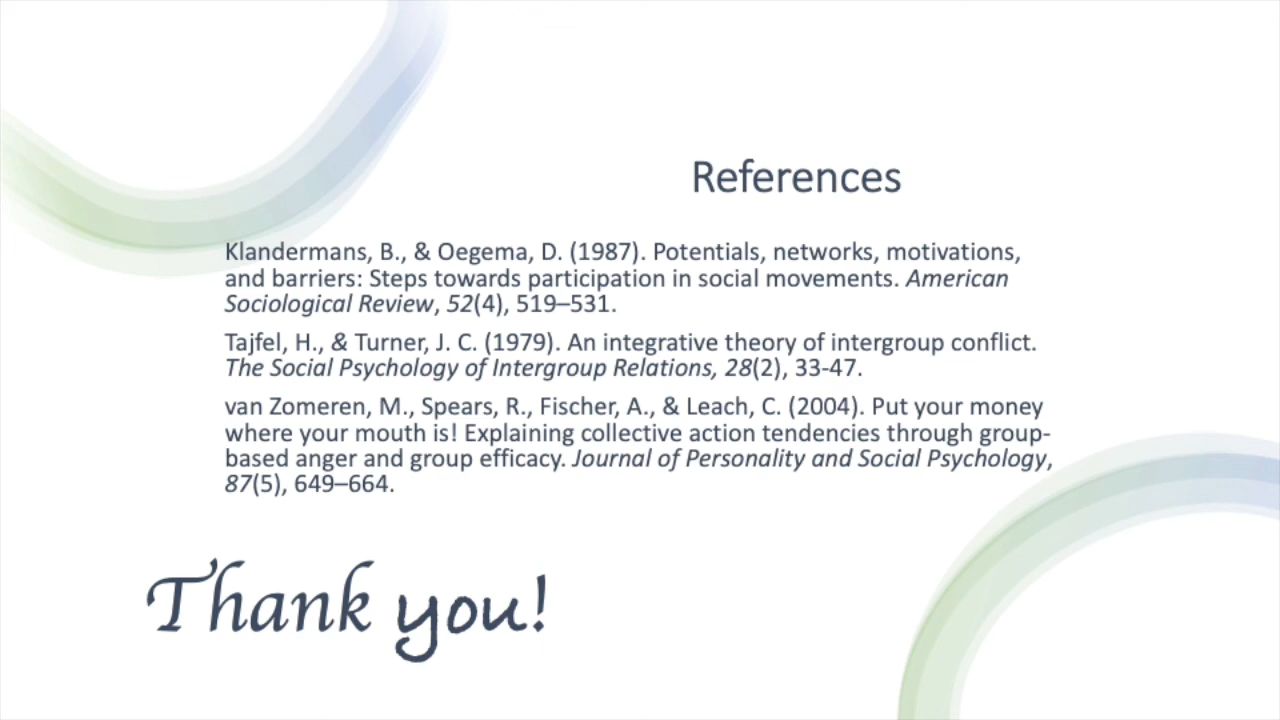 References
Klandermans, B., & Oegema, D. (1987). Potentials, networks, motivations,
and barriers: Steps towards participation in social movements. American
Sociological Review, 52(4), 519–531.
Tajfel, H., & Turner, J. C. (1979). An integrative theory of intergroup conflict.
The Social Psychology of Intergroup Relations, 28(2), 33-47.
van Zomeren, M., Spears, R., Fischer, A., & Leach, C. (2004). Put your money
where your mouth is! Explaining collective action tendencies through group-
based anger and group efficacy. Journal of Personality and Social Psychology,
87(5), 649–664.
Thank you!